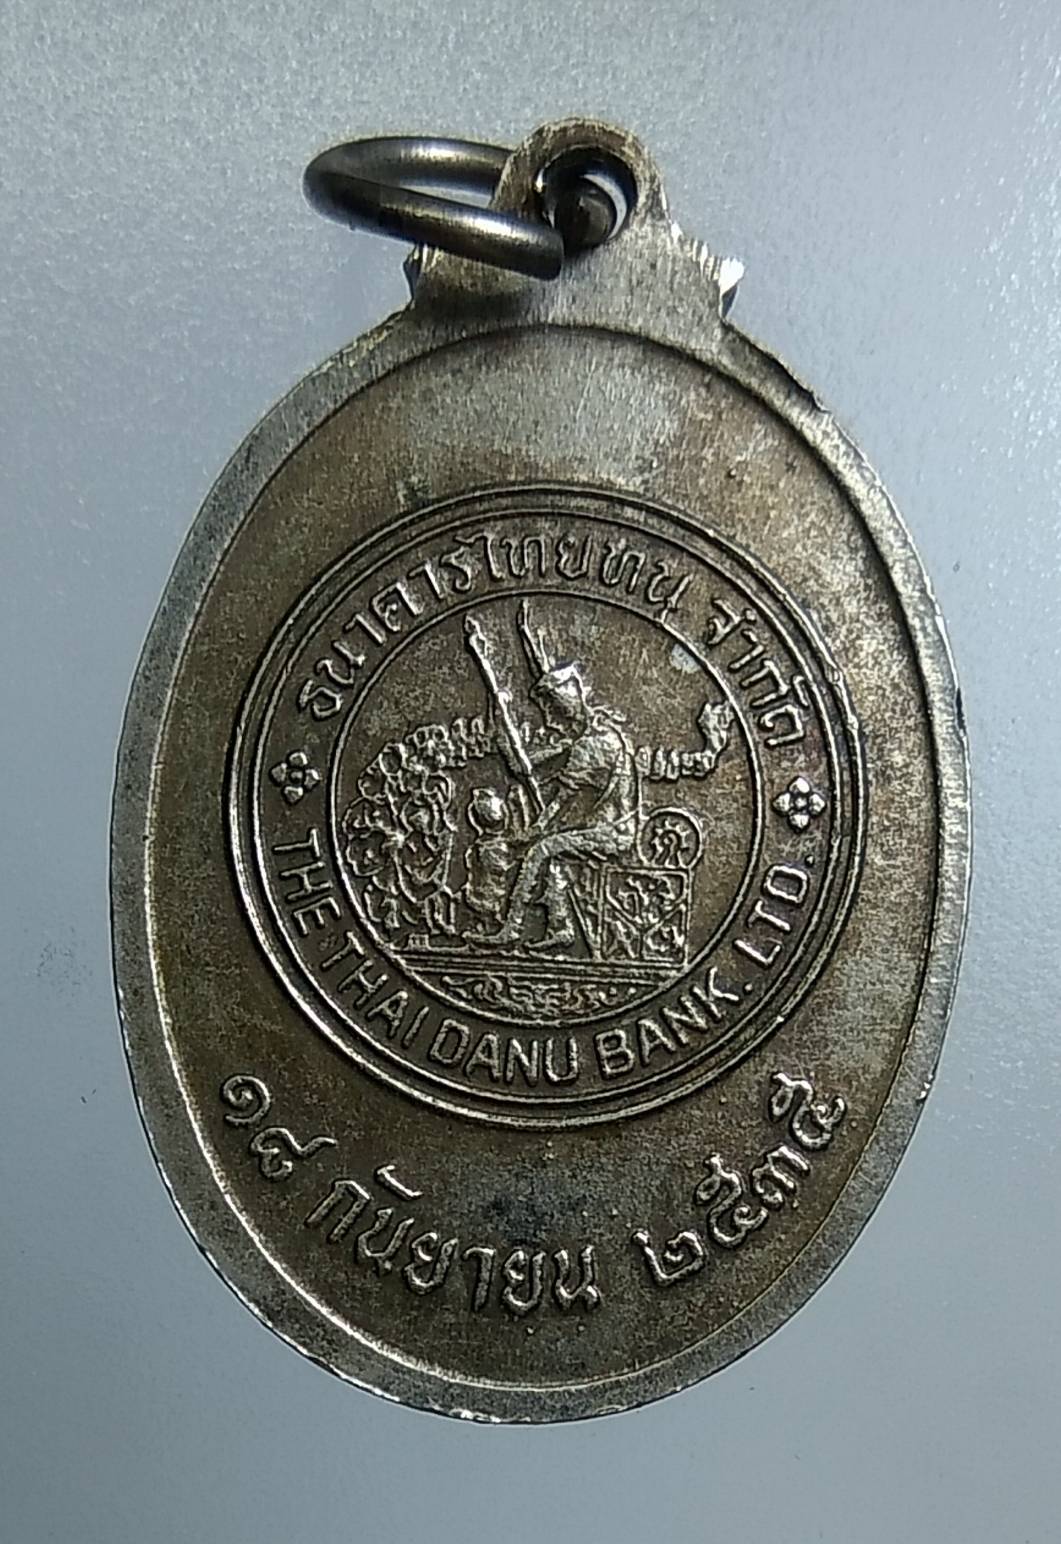 ธนาคารไทยทนุ จำกัด
THE THAI DANU BANK. LTD.
๑๘ กันยายน ๒๕๓๕